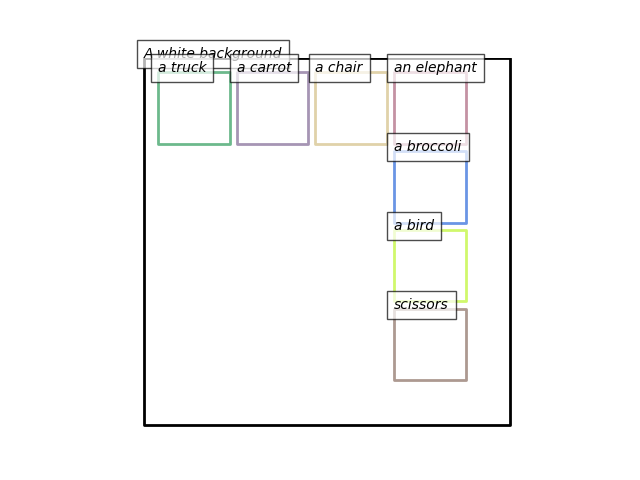 A white background
a truck
a carrot
a chair
an elephant
a broccoli
a bird
scissors